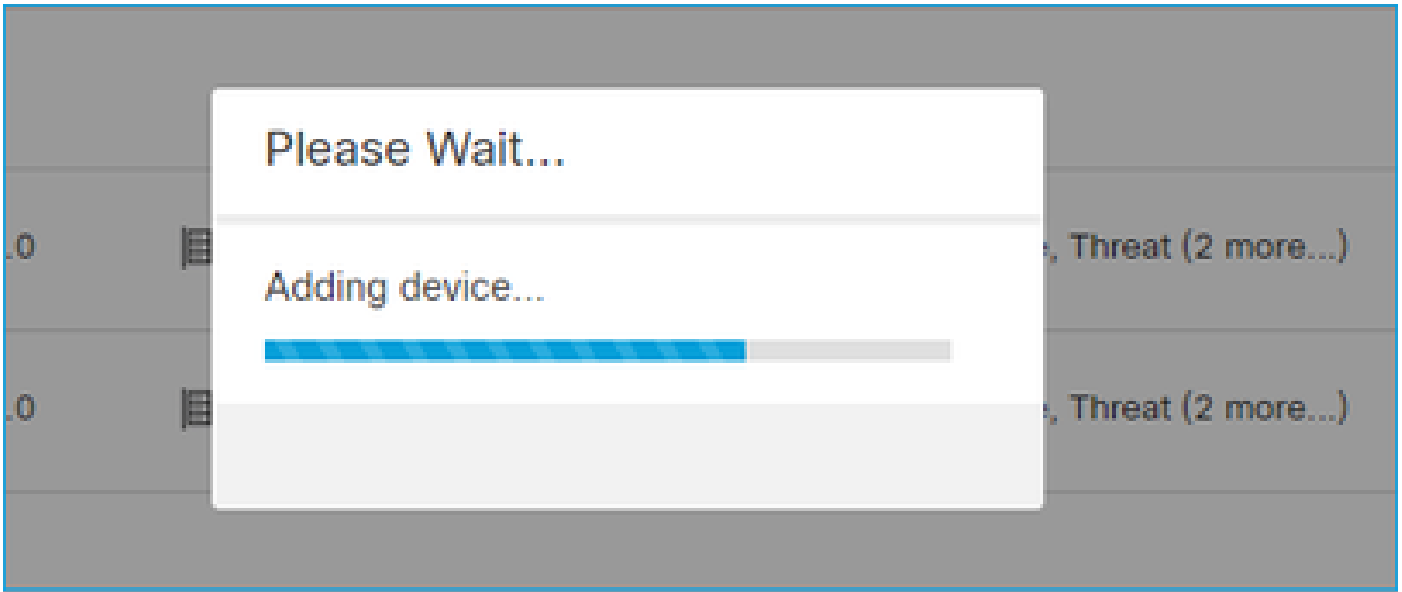 Please Wait...
.0
, Threat (2 more...)
Adding device...
.0
, Threat (2 more...)